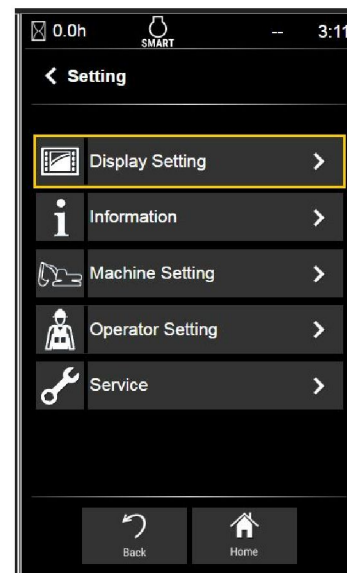 0.0h
SMART
--
3:11
Setting
Display Setting
Information
Machine Setting
Operator Setting
Service
Back
Home